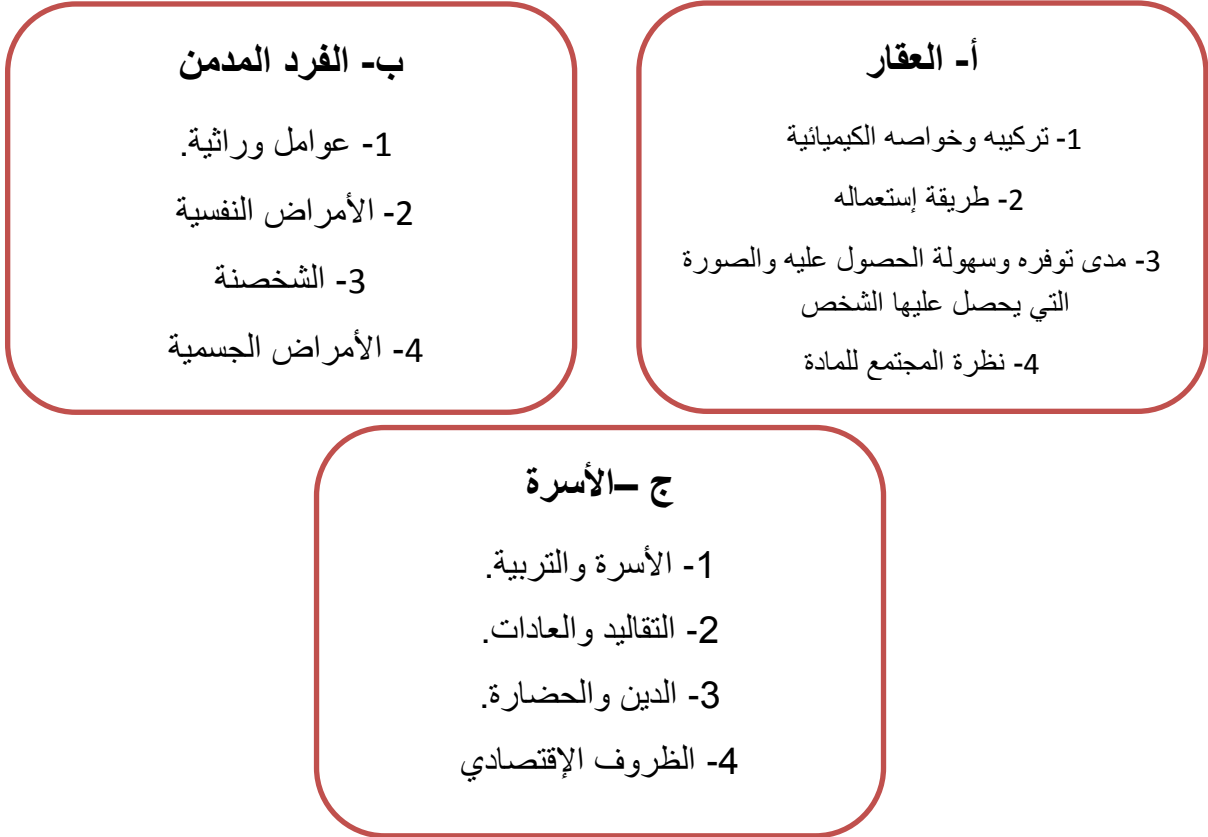 أ- العقار
1- تركيبه وخواصه الكيميائية
2- طريقة إستعماله
3- مدى توفره وسهولة الحصول عليه والصورة
التي يحصل عليها الشخص
4- نظرة المجتمع للمادة
ب- الفرد المدمن
1- عوامل وراثية.
2- الأمراض النفسية
3- الشخصنة
4- الأمراض الجسمية
ج –الأسرة
1- الأسرة والتربية.
2- التقاليد والعادات.
3- الدين والحضارة.
4- الظروف الإقتصادي